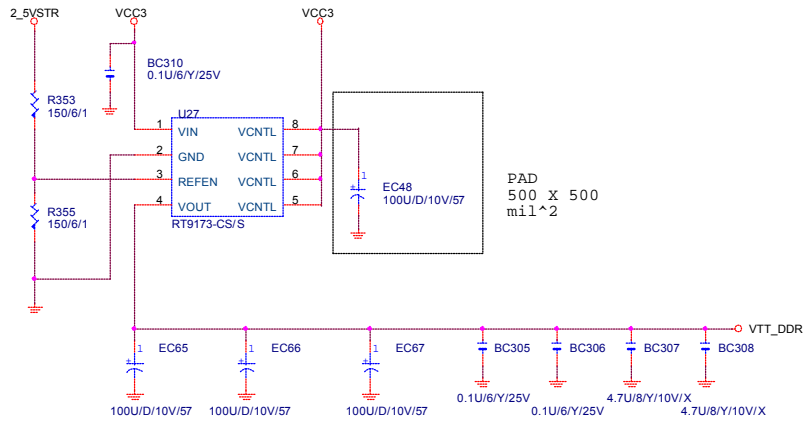 2_5VSTR
VCC3
VCC3
BC310
0.1U/6/Y/25V
R353
150/6/1
U27
1
VIN
VCNTL
8
2
GND
VCNTL
7
3
REFEN
VCNTL
6
4
VOUT
VCNTL
5
RT9173-CS/S
1
+
EC48
100U/D/10V/57
PAD
500 X 500
mil^2
R355
150/6/1
VTT_DDR
1
+
EC65
1
+
EC66
1
+
EC67
BC305
BC306
BC307
BC308
100U/D/10V/57
100U/D/10V/57
100U/D/10V/57
0.1U/6/Y/25V
0.1U/6/Y/25V
4.7U/8/Y/10V/X
4.7U/8/Y/10V/X